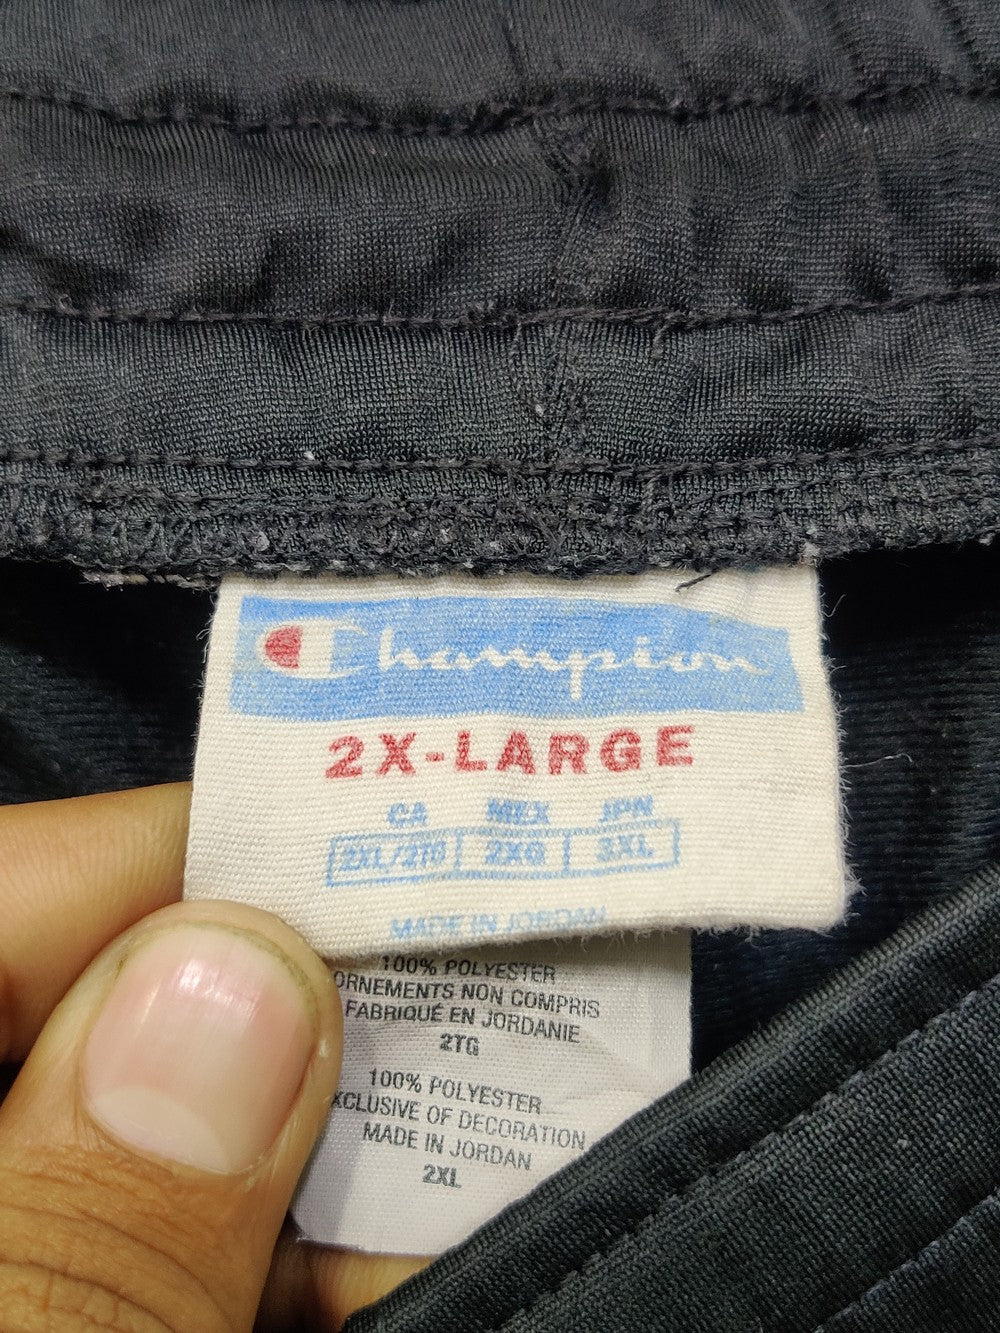 Champion
2X-LARGE
CA MEX JPN
2XL/2TG 2XG 3XL
MADE IN JORDAN
100% POLYESTER
ORNEMENTS NON COMPRIS
FABRIQUÉ EN JORDANIE
2TG
100% POLYESTER
XCLUSIVE OF DECORATION
MADE IN JORDAN
2XL